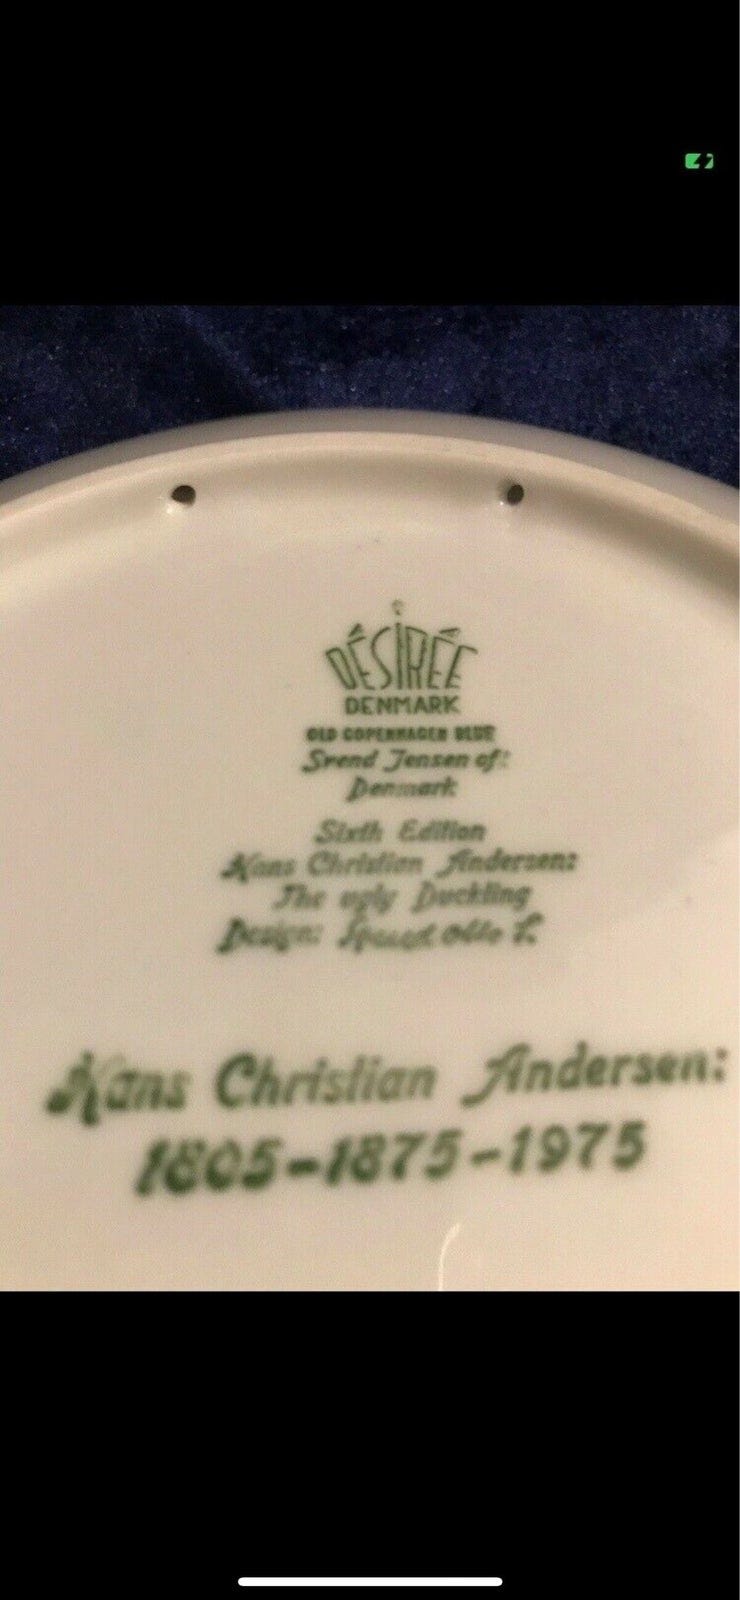 DÉSIRÉE
DENMARK
OLD COPENHAGEN BLUE
Svend Jensen of:
Denmark
Sixth Edition
Hans Christian Andersen:
The ugly Duckling
Design:
Hans Christian Andersen:
1805-1875-1975